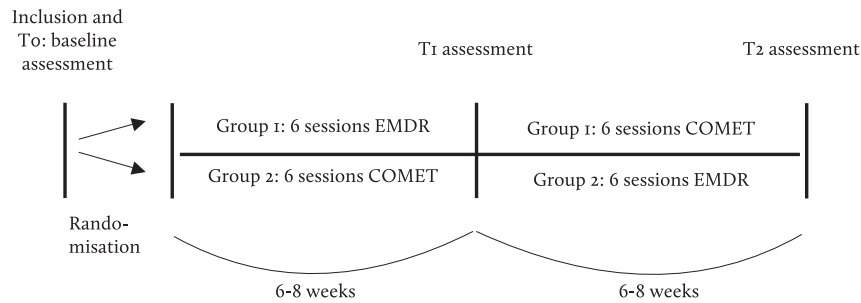 Inclusion and
T0: baseline
assessment
T1 assessment
T2 assessment
Group 1: 6 sessions EMDR
Group 1: 6 sessions COMET
Group 2: 6 sessions COMET
Group 2: 6 sessions EMDR
Rando-
misation
6-8 weeks
6-8 weeks